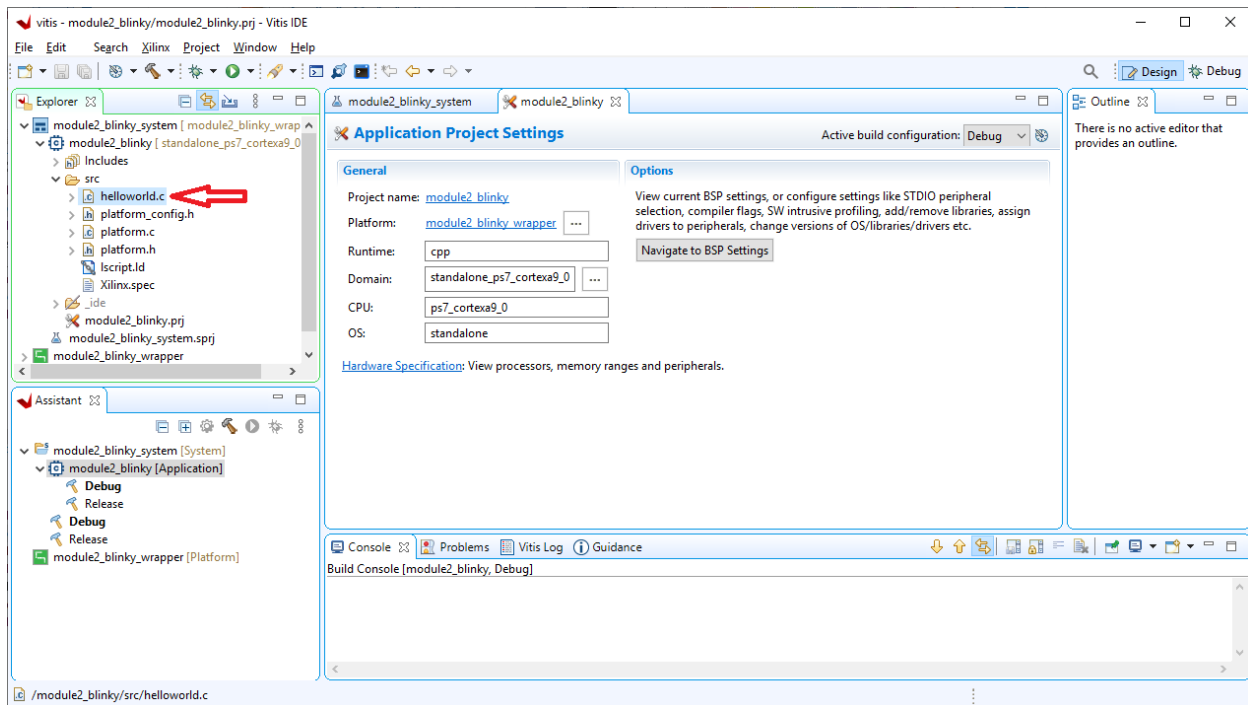 vitis - module2_blinky/module2_blinky.prj - Vitis IDE
File Edit Search Xilinx Project Window Help
Design Debug
Explorer
module2_blinky_system [ module2_blinky_wrap
module2_blinky [ standalone_ps7_cortexa9_0
Includes
src
helloworld.c
platform_config.h
platform.c
platform.h
lscript.ld
Xilinx.spec
_ide
module2_blinky.prj
module2_blinky_system.sprj
module2_blinky_wrapper
Assistant
module2_blinky_system [System]
module2_blinky [Application]
Debug
Release
Debug
Release
module2_blinky_wrapper [Platform]
module2_blinky_system module2_blinky
Application Project Settings
Active build configuration: Debug
General
Project name: module2_blinky
Platform: module2_blinky_wrapper ...
Runtime: cpp
Domain: standalone_ps7_cortexa9_0 ...
CPU: ps7_cortexa9_0
OS: standalone
Hardware Specification: View processors, memory ranges and peripherals.
Options
View current BSP settings, or configure settings like STDIO peripheral
selection, compiler flags, SW intrusive profiling, add/remove libraries, assign
drivers to peripherals, change versions of OS/libraries/drivers etc.
Navigate to BSP Settings
Outline
There is no active editor that
provides an outline.
Console Problems Vitis Log Guidance
Build Console [module2_blinky, Debug]
/module2_blinky/src/helloworld.c